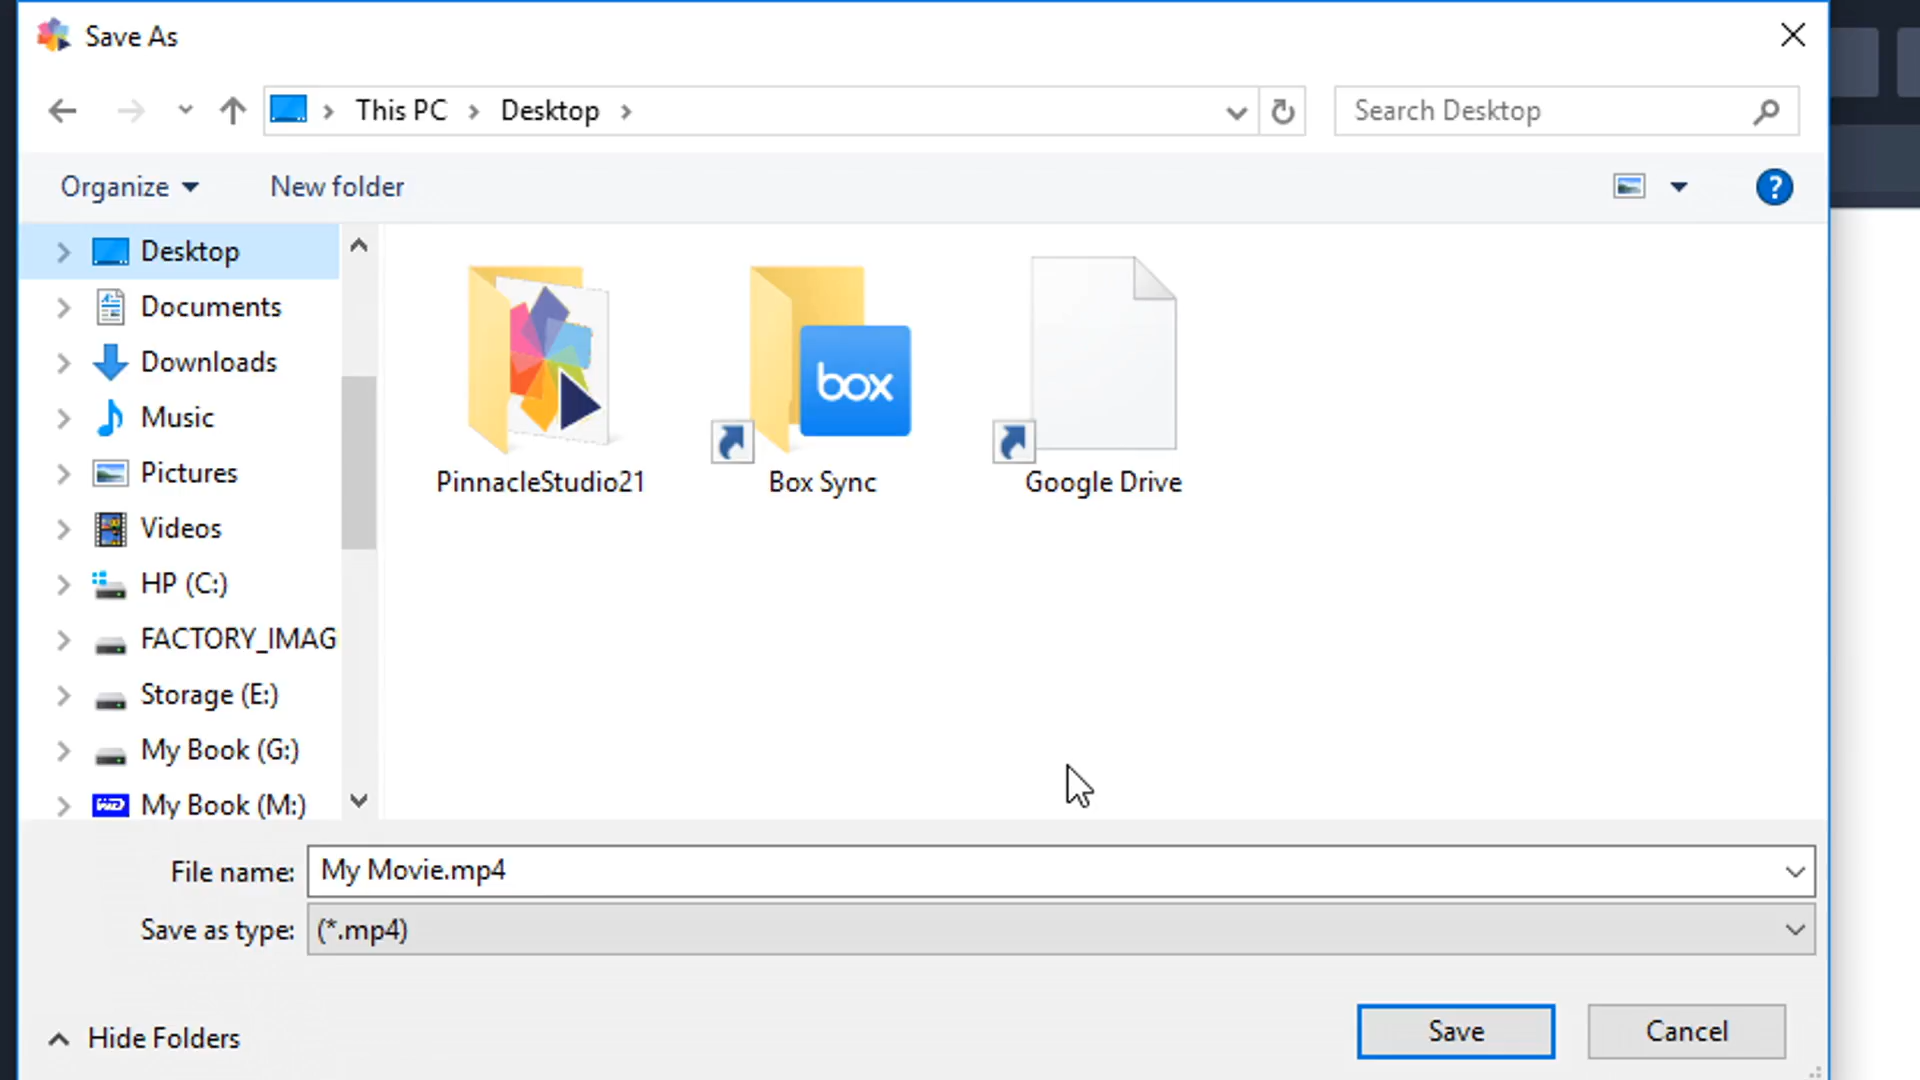 Save As
This PC
Desktop
Search Desktop
Organize
New folder
?
Desktop
Documents
Downloads
Music
Pictures
Videos
HP (C:)
FACTORY_IMAG
Storage (E:)
My Book (G:)
WD
My Book (M:)
box
PinnacleStudio21
Box Sync
Google Drive
File name: My Movie.mp4
Save as type: (*.mp4)
Hide Folders
Save
Cancel